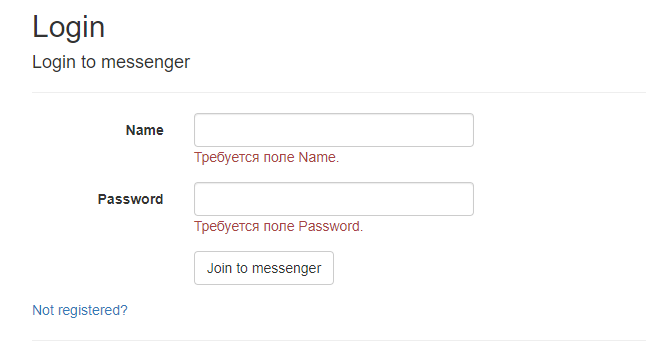 Login
Login to messenger
Name
Требуется поле Name.
Password
Требуется поле Password.
Join to messenger
Not registered?